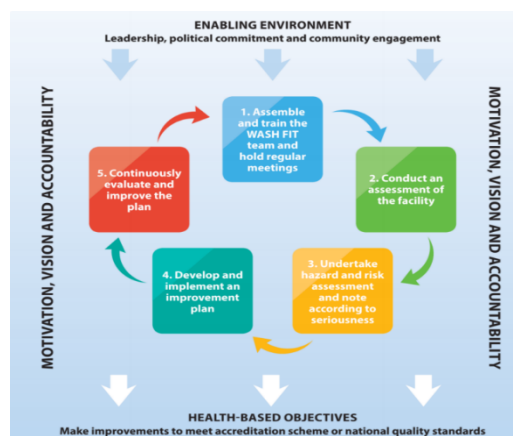 ENABLING ENVIRONMENT
Leadership, political commitment and community engagement
MOTIVATION, VISION AND ACCOUNTABILITY
1. Assemble
and train the
WASH FIT
team and
hold regular
meetings
2. Conduct an
assessment of
the facility
3. Undertake
hazard and risk
assessment
and note
according to
seriousness
4. Develop and
implement an
improvement
plan
5. Continuously
evaluate and
improve the
plan
MOTIVATION, VISION AND ACCOUNTABILITY
HEALTH-BASED OBJECTIVES
Make improvements to meet accreditation scheme or national quality standards